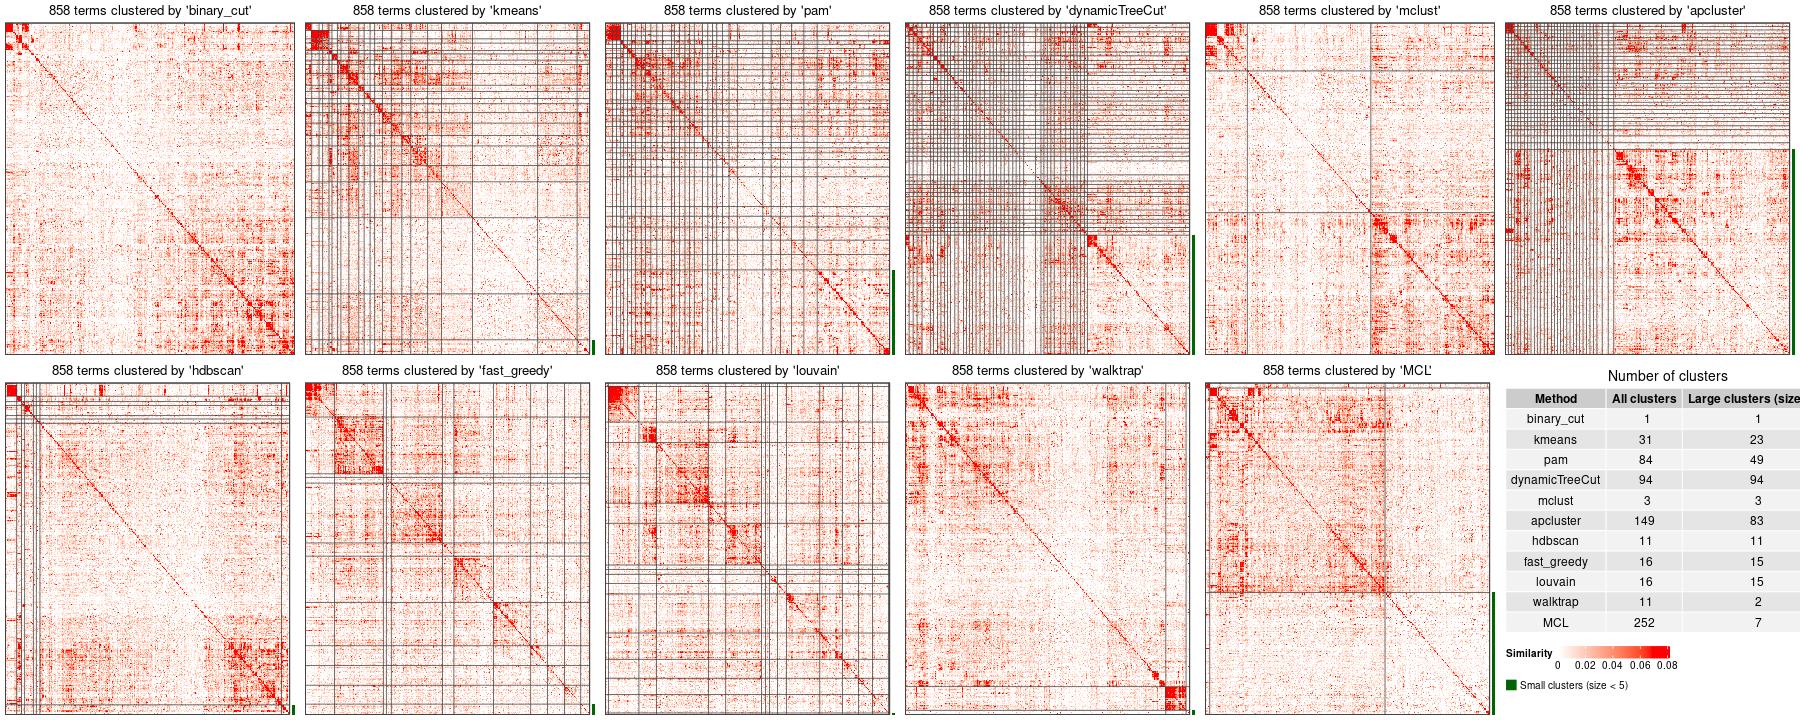 858 terms clustered by 'binary_cut'
858 terms clustered by 'kmeans'
858 terms clustered by 'pam'
858 terms clustered by 'dynamicTreeCut'
858 terms clustered by 'mclust'
858 terms clustered by 'apcluster'
858 terms clustered by 'hdbscan'
858 terms clustered by 'fast_greedy'
858 terms clustered by 'louvain'
858 terms clustered by 'walktrap'
858 terms clustered by 'MCL'
Number of clusters
Method All clusters Large clusters (size
binary_cut 1 1
kmeans 31 23
pam 84 49
dynamicTreeCut 94 94
mclust 3 3
apcluster 149 83
hdbscan 11 11
fast_greedy 16 15
louvain 16 15
walktrap 11 2
MCL 252 7
Similarity
0 0.02 0.04 0.06 0.08
Small clusters (size < 5)